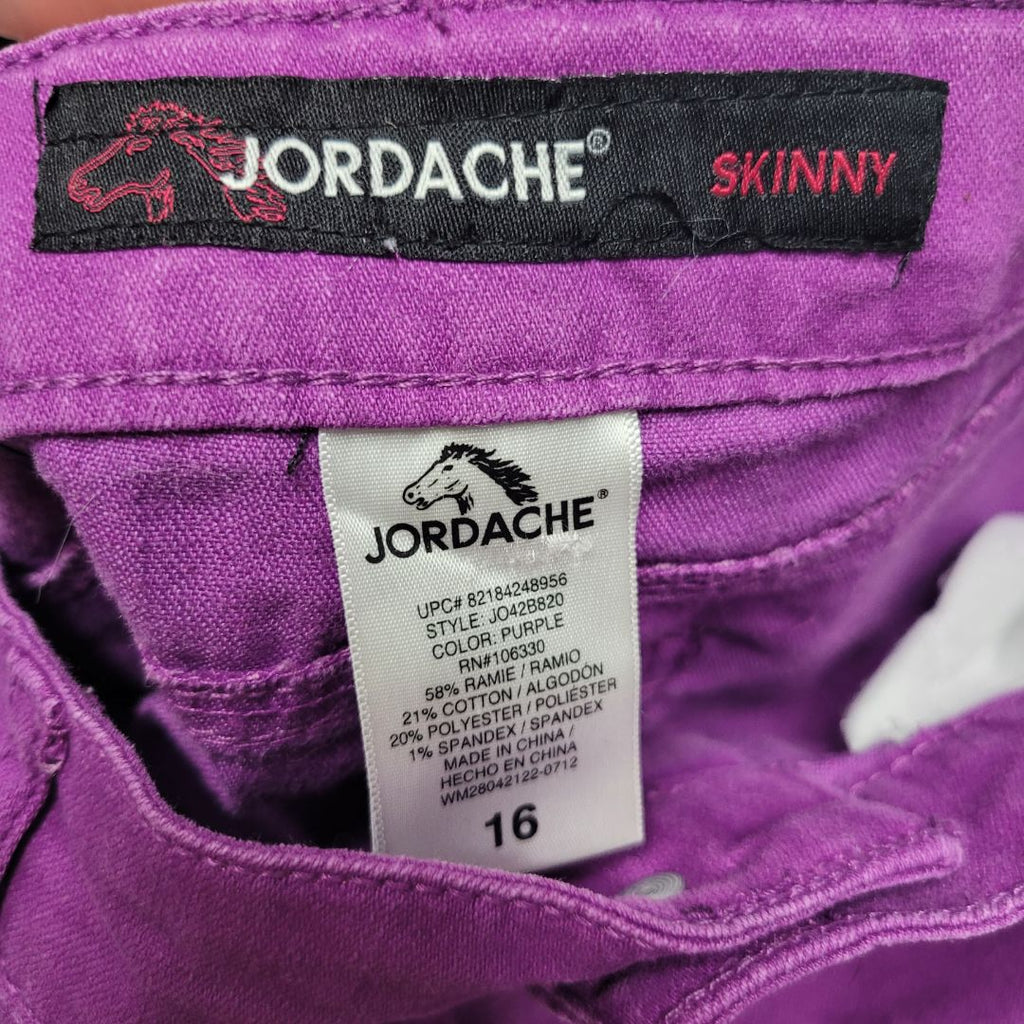 JORDACHE® SKINNY
JORDACHE®
UPC# 82184248956
STYLE: JO42B820
COLOR: PURPLE
RN#106330
58% RAMIE / RAMIO
21% COTTON / ALGODÓN
20% POLYESTER / POLIÉSTER
1% SPANDEX / SPANDEX
MADE IN CHINA /
HECHO EN CHINA
WM28042122-0712
16